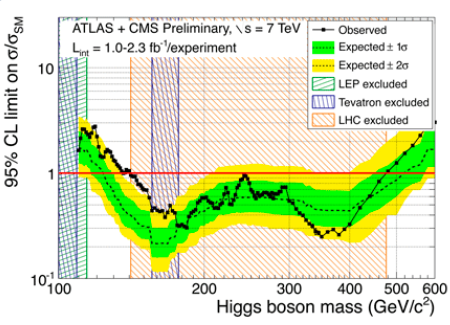 ATLAS + CMS Preliminary, √s = 7 TeV
L_int = 1.0-2.3 fb⁻¹/experiment
Observed
Expected ± 1σ
Expected ± 2σ
LEP excluded
Tevatron excluded
LHC excluded
95% CL limit on σ/σ_SM
10
1
10⁻¹
100 200 300 400 500 600
Higgs boson mass (GeV/c²)